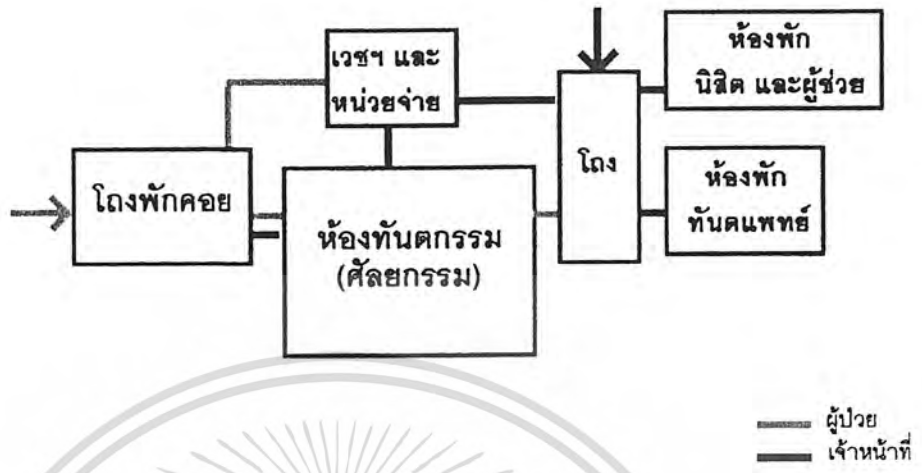 เวชฯ และ
หน่วยจ่าย
ห้องพัก
นิสิต และผู้ช่วย
โถงพักคอย
โถง
ห้องทันตกรรม
(ศัลยกรรม)
ห้องพัก
ทันตแพทย์
ผู้ป่วย
เจ้าหน้าที่